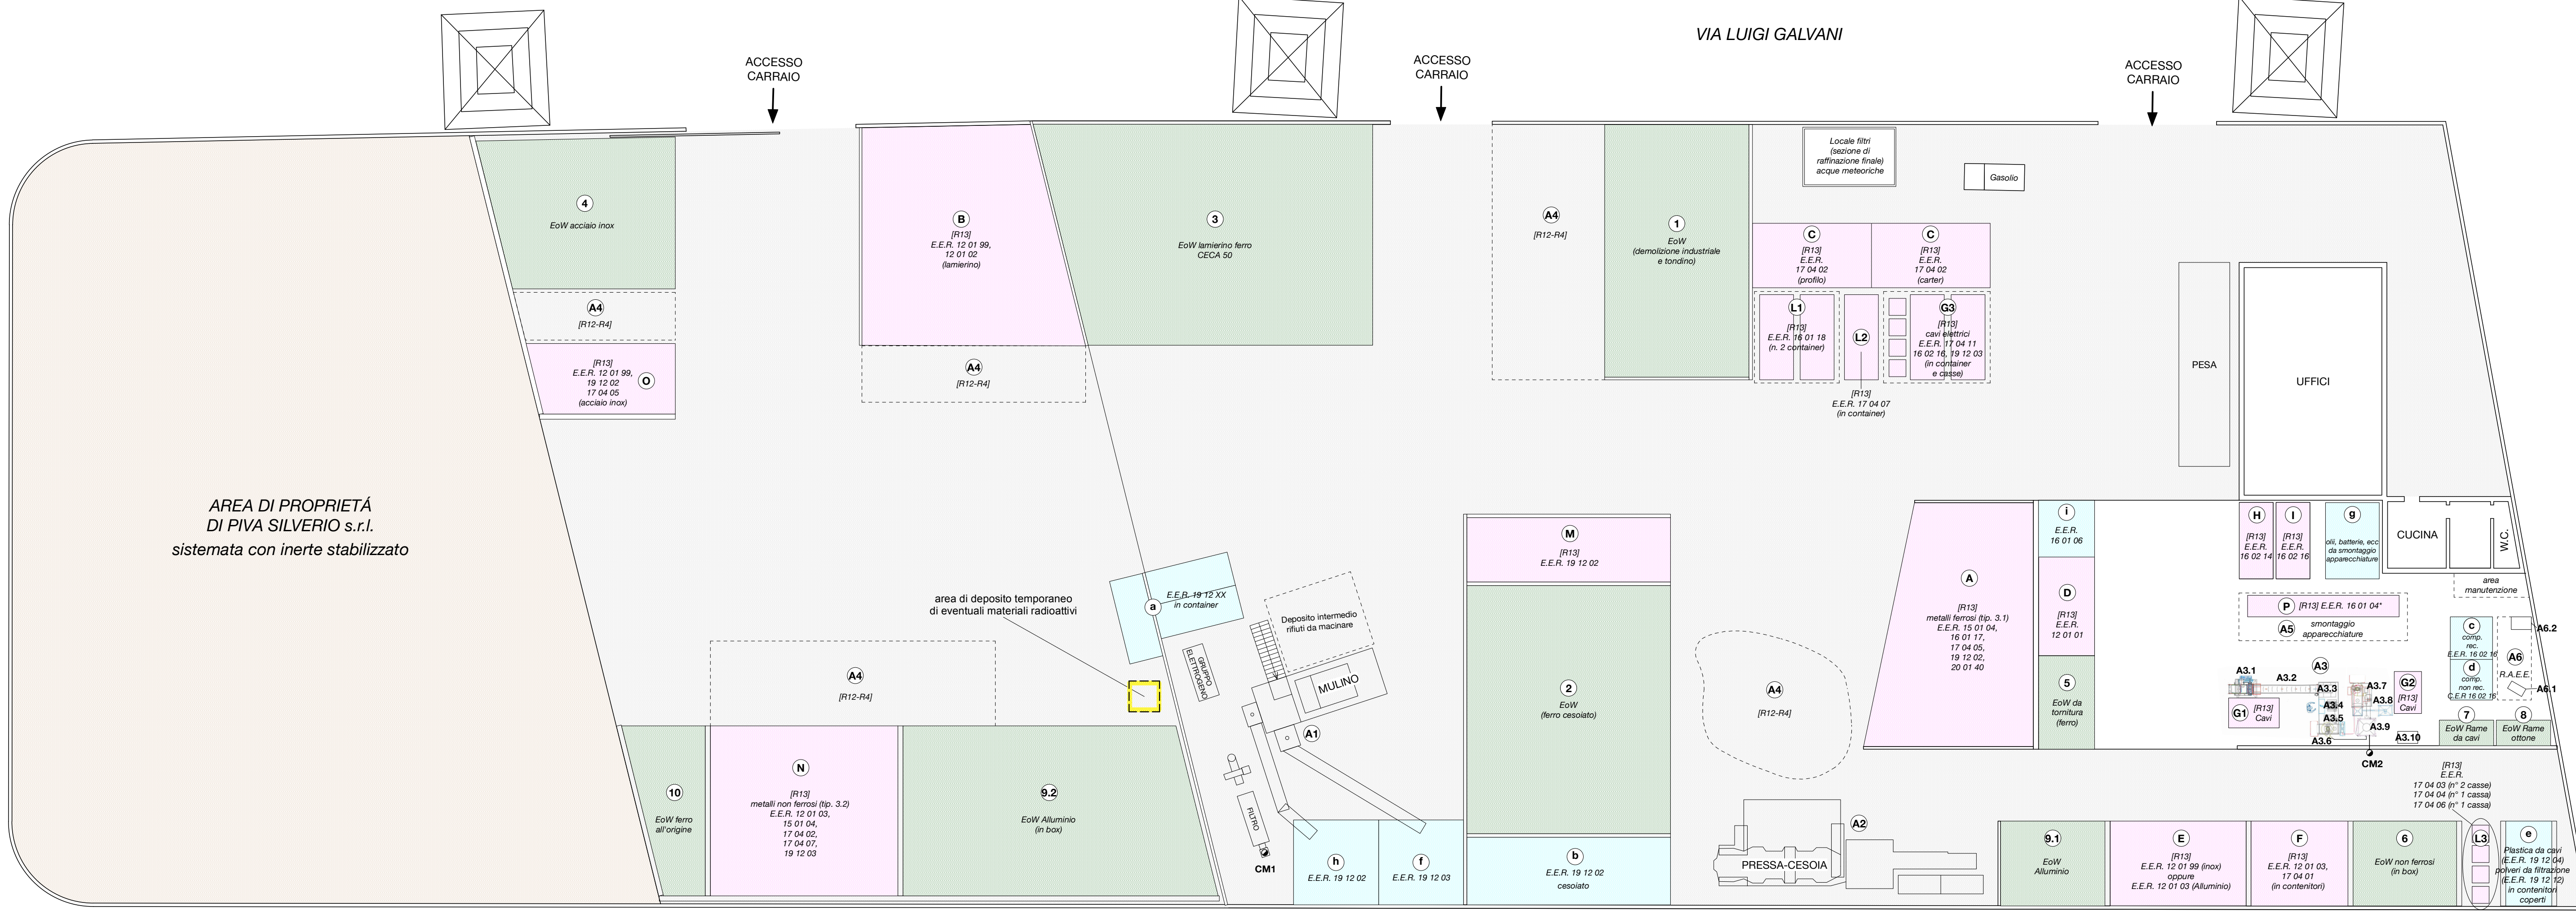 VIA LUIGI GALVANI
ACCESSO
CARRAIO
ACCESSO
CARRAIO
ACCESSO
CARRAIO
AREA DI PROPRIETÁ
DI PIVA SILVERIO s.r.l.
sistemata con inerte stabilizzato
4
EoW acciaio inox
A4
[R12-R4]
[R13]
E.E.R. 12 01 99,
19 12 02
17 04 05
(acciaio inox)
O
B
[R13]
E.E.R. 12 01 99,
12 01 02
(lamierino)
A4
[R12-R4]
3
EoW lamierino ferro
CECA 50
A4
[R12-R4]
1
EoW
(demolizione industriale
e tondino)
Locale filtri
(sezione di
raffinazione finale)
acque meteoriche
Gasolio
C
[R13]
E.E.R.
17 04 02
(profilo)
C
[R13]
E.E.R.
17 04 02
(carter)
L1
[R13]
E.E.R. 16 01 18
(n. 2 container)
L2
[R13]
E.E.R. 17 04 07
(in container)
G3
[R13]
cavi elettrici
E.E.R. 17 04 11
16 02 16, 19 12 03
(in container
e casse)
PESA
UFFICI
CUCINA
W.C.
area
manutenzione
H
[R13]
E.E.R.
16 02 14
I
[R13]
E.E.R.
16 02 16
g
olii, batterie, ecc
da smontaggio
apparecchiature
P
[R13] E.E.R. 16 01 04*
A5
smontaggio
apparecchiature
c
comp.
rec.
E.E.R. 16 02 16
d
comp.
non rec.
C.E.R 16 02 16
A6.2
A6
R.A.E.E.
A6.1
A3
A3.1
A3.2
A3.3
A3.4
A3.5
A3.6
A3.7
A3.8
A3.9
A3.10
G1
[R13]
Cavi
G2
[R13]
Cavi
7
EoW Rame
da cavi
8
EoW Rame
ottone
CM2
i
E.E.R.
16 01 06
D
[R13]
E.E.R.
12 01 01
5
EoW da
tornitura
(ferro)
A
[R13]
metalli ferrosi (tip. 3.1)
E.E.R. 15 01 04,
16 01 17,
17 04 05,
19 12 02,
20 01 40
A4
[R12-R4]
M
[R13]
E.E.R. 19 12 02
2
EoW
(ferro cesoiato)
b
E.E.R. 19 12 02
cesoiato
a
E.E.R. 19 12 XX
in container
Deposito intermedio
rifiuti da macinare
GRUPPO
ELETTROGENO
MULINO
A1
FILTRO
CM1
h
E.E.R. 19 12 02
f
E.E.R. 19 12 03
area di deposito temporaneo
di eventuali materiali radioattivi
A4
[R12-R4]
10
EoW ferro
all'origine
N
[R13]
metalli non ferrosi (tip. 3.2)
E.E.R. 12 01 03,
15 01 04,
17 04 02,
17 04 07,
19 12 03
9.2
EoW Alluminio
(in box)
A2
PRESSA-CESOIA
9.1
EoW
Alluminio
E
[R13]
E.E.R. 12 01 99 (inox)
oppure
E.E.R. 12 01 03 (Alluminio)
F
[R13]
E.E.R. 12 01 03,
17 04 01
(in contenitori)
6
EoW non ferrosi
(in box)
[R13]
E.E.R.
17 04 03 (n° 2 casse)
17 04 04 (n° 1 cassa)
17 04 06 (n° 1 cassa)
L3
e
Plastica da cavi
(E.E.R. 19 12 04)
polveri da filtrazione
(E.E.R. 19 12 12)
in contenitori
coperti